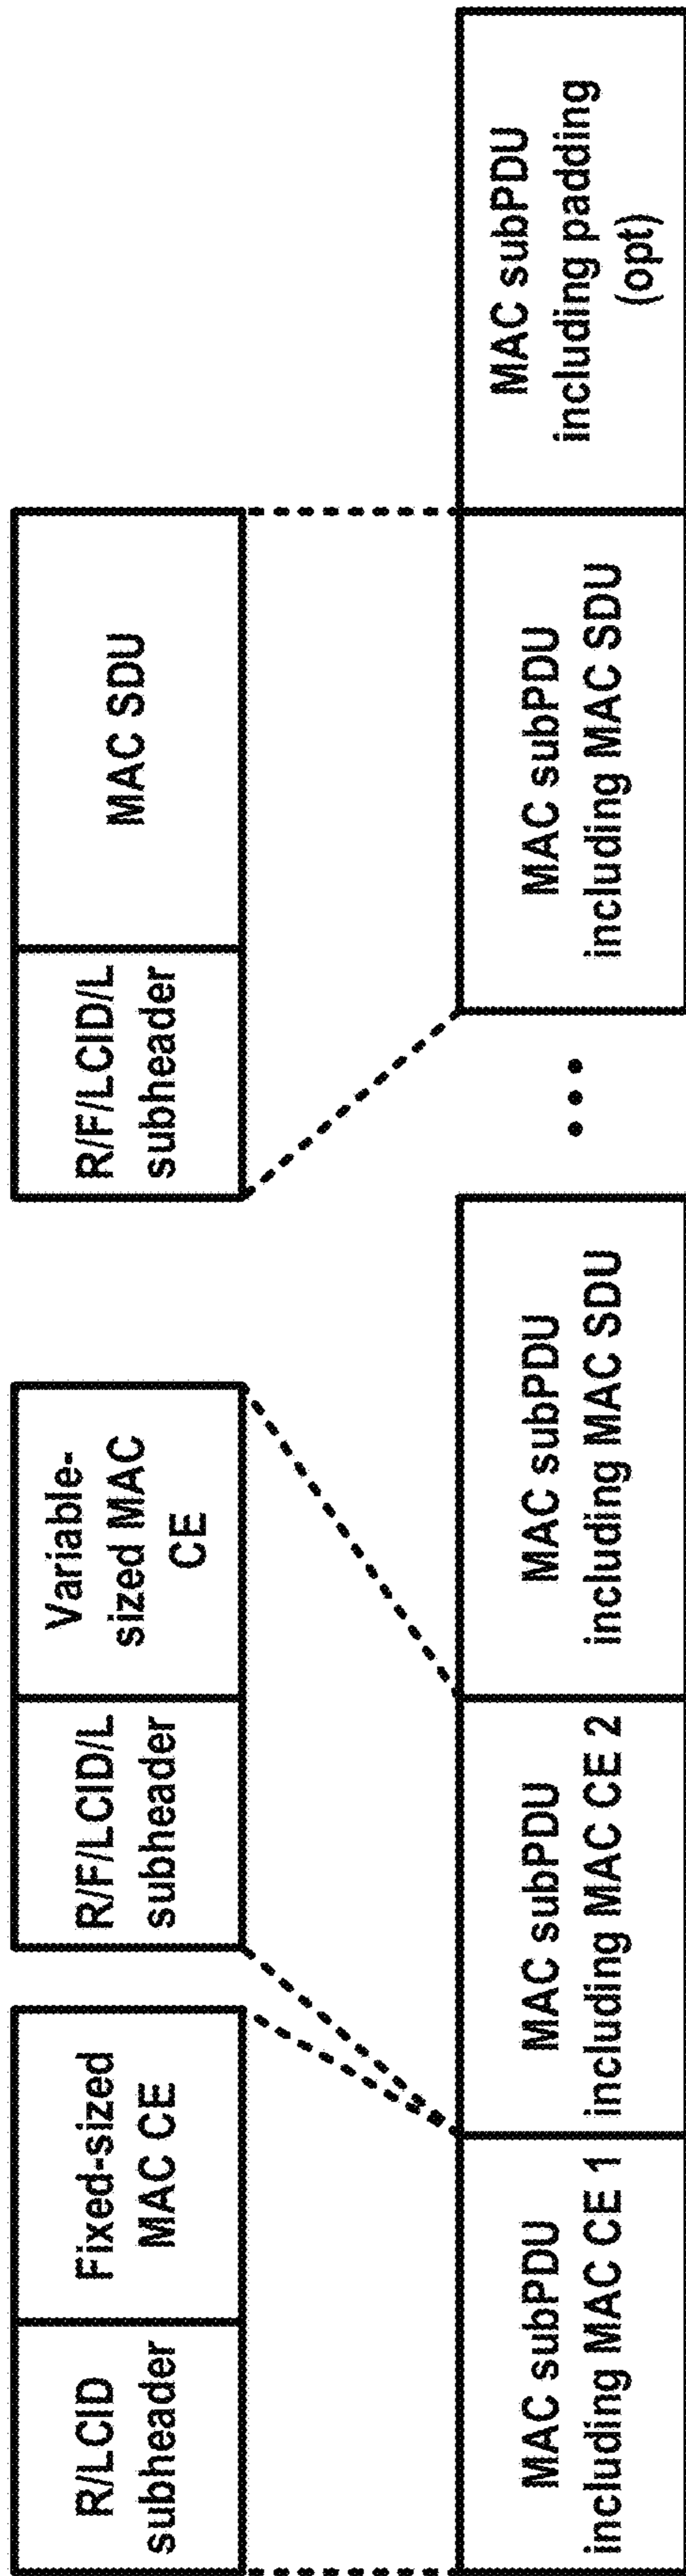 R/LCID
subheader
Fixed-sized
MAC CE
R/F/LCID/L
subheader
Variable-
sized MAC
CE
R/F/LCID/L
subheader
MAC SDU
MAC subPDU
including MAC CE 1
MAC subPDU
including MAC CE 2
MAC subPDU
including MAC SDU
•••
MAC subPDU
including MAC SDU
MAC subPDU
including padding
(opt)